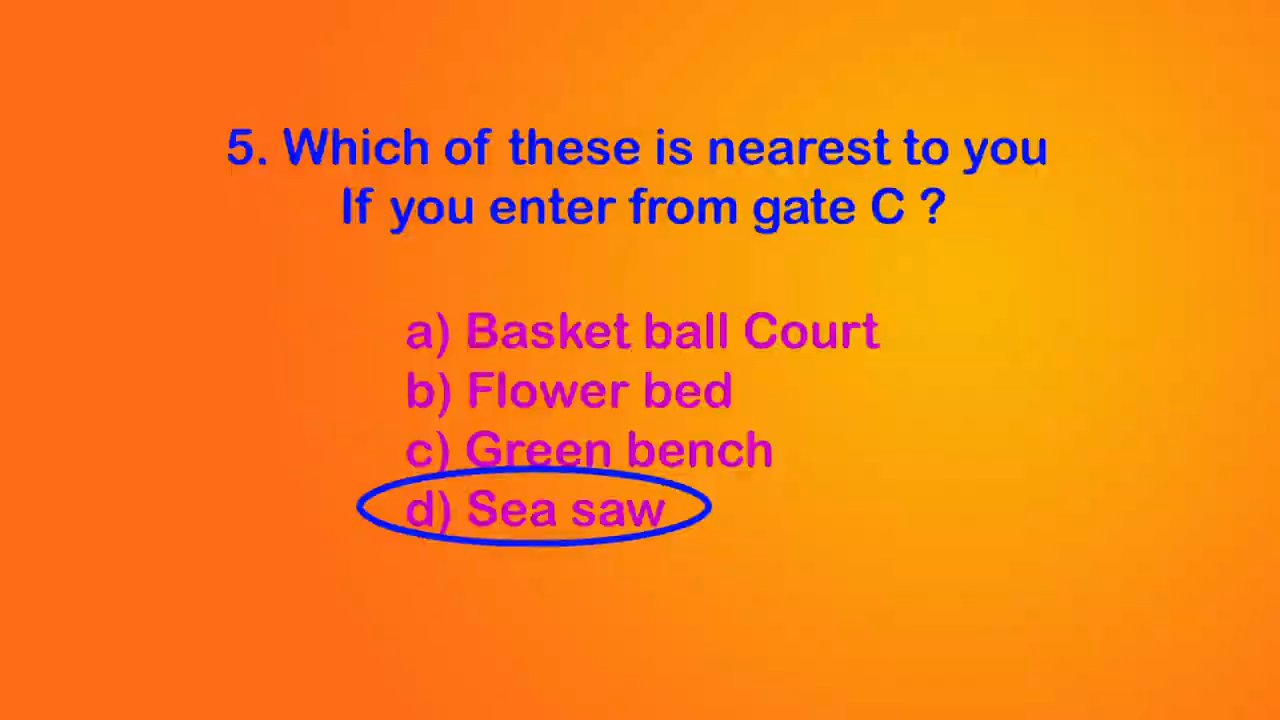 5. Which of these is nearest to you
If you enter from gate C ?
a) Basket ball Court
b) Flower bed
c) Green bench
d) Sea saw